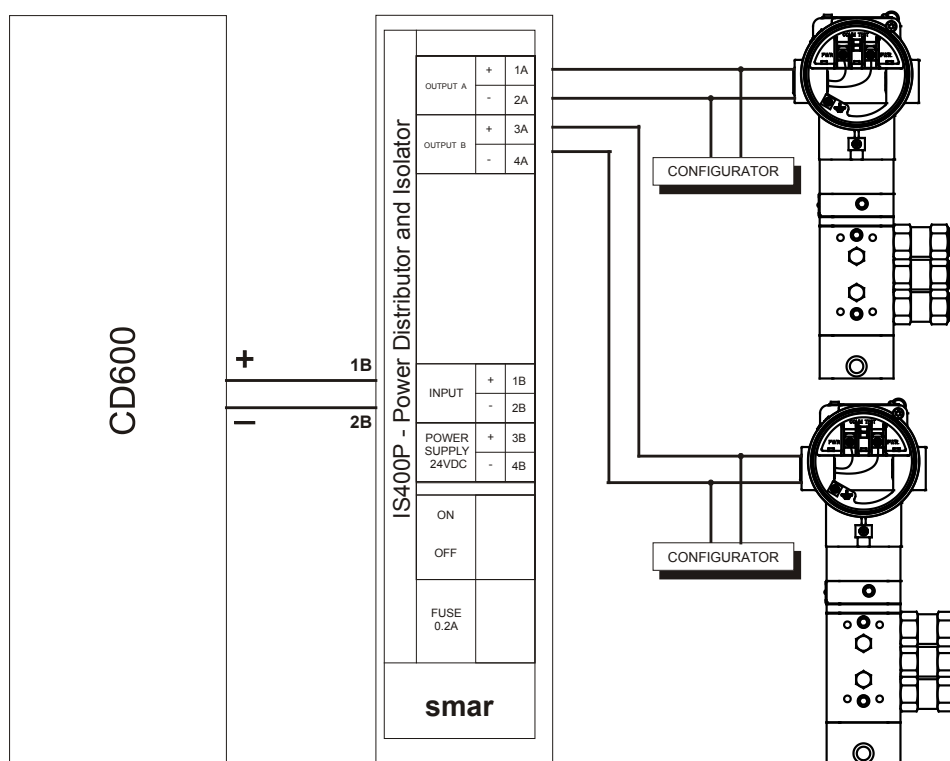 CD600
+
−
1B
2B
IS400P - Power Distributor and Isolator
OUTPUT A
+ 1A
- 2A
OUTPUT B
+ 3A
- 4A
INPUT
+ 1B
- 2B
POWER
SUPPLY
24VDC
+ 3B
- 4B
ON
OFF
FUSE
0.2A
smar
CONFIGURATOR
CONFIGURATOR